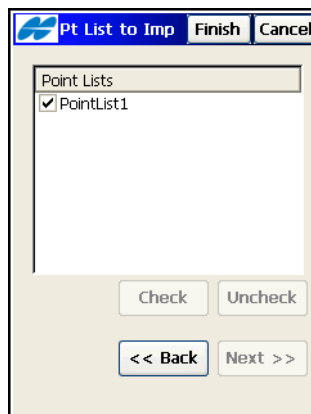 Pt List to Imp Finish Cancel
Point Lists
PointList1
Check Uncheck
<< Back Next >>